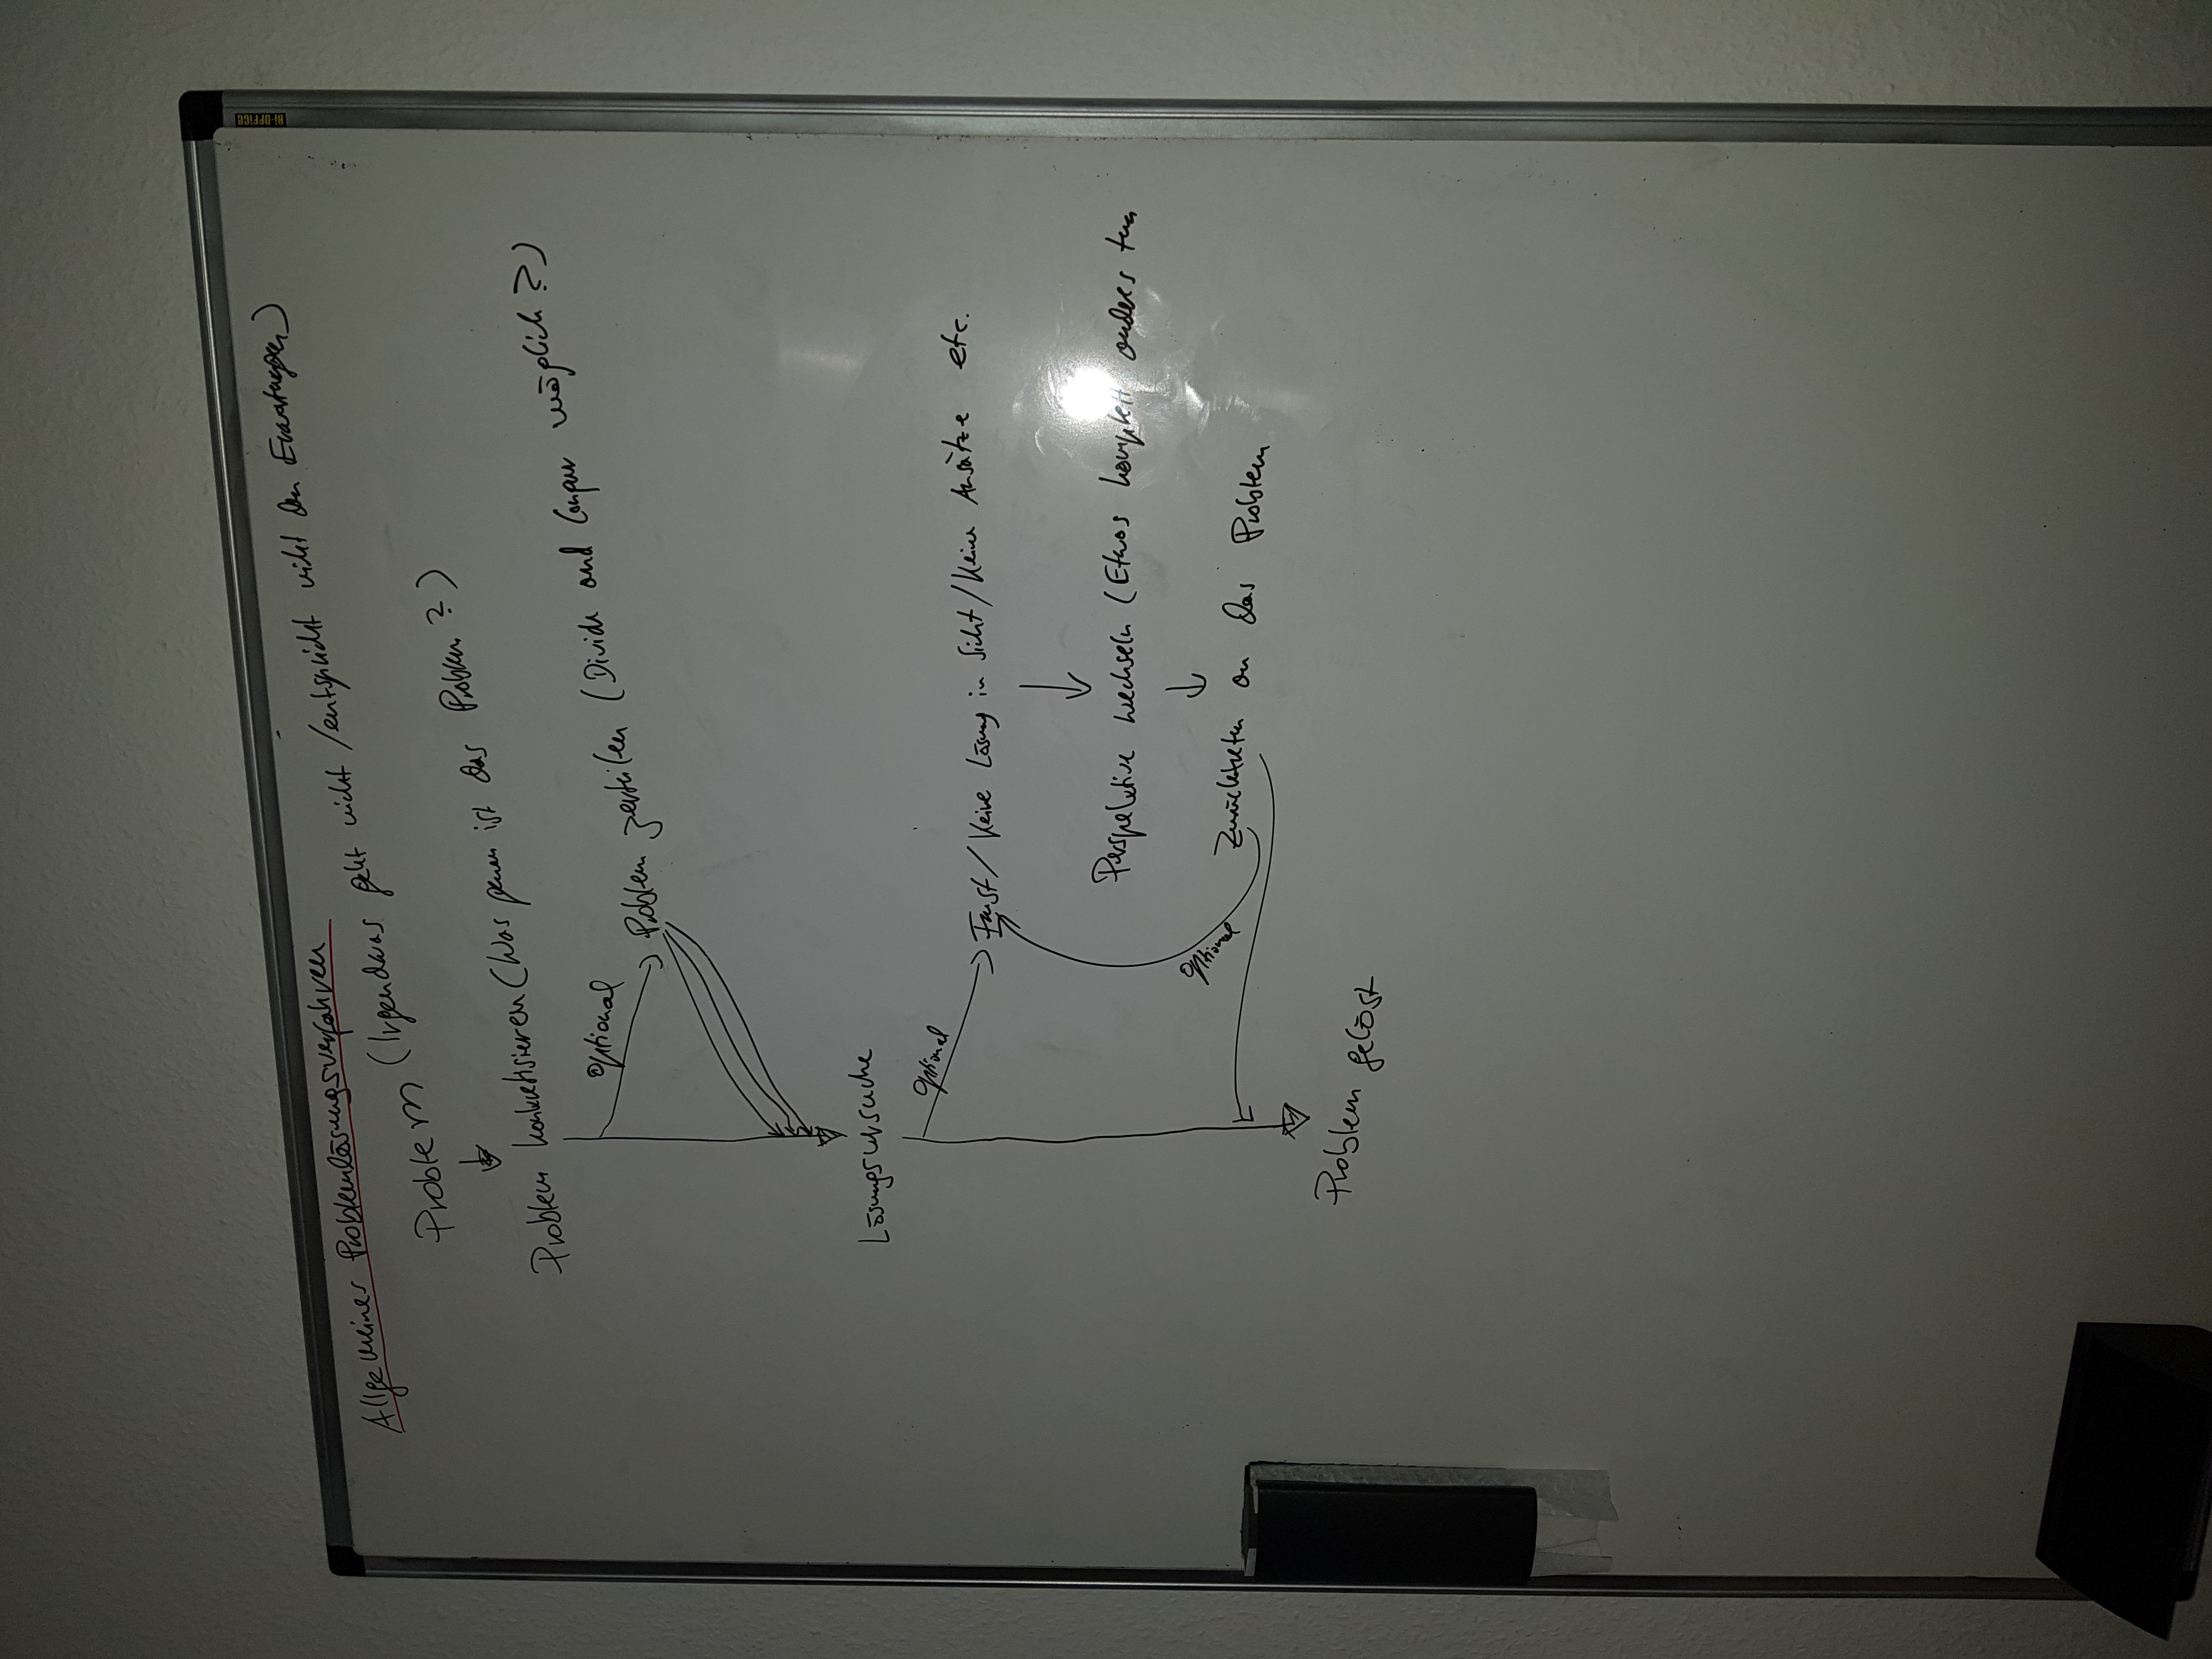 BI-OFFICE
Allgemeines Problemlösungsverfahren
Problem (Irgendwas geht nicht /entspricht nicht den Erwartungen)
Problem konkretisieren (Was genau ist das Problem?)
Optional
Problem zerteilen (Divide and Conquer möglich?)
Lösungsversuche
Optional
Frust / Keine Lösung in Sicht / Keine Ansätze etc.
Perspektive wechseln (Etwas komplett anders tun
Optional
Zurücktreten an das Problem
Problem gelöst